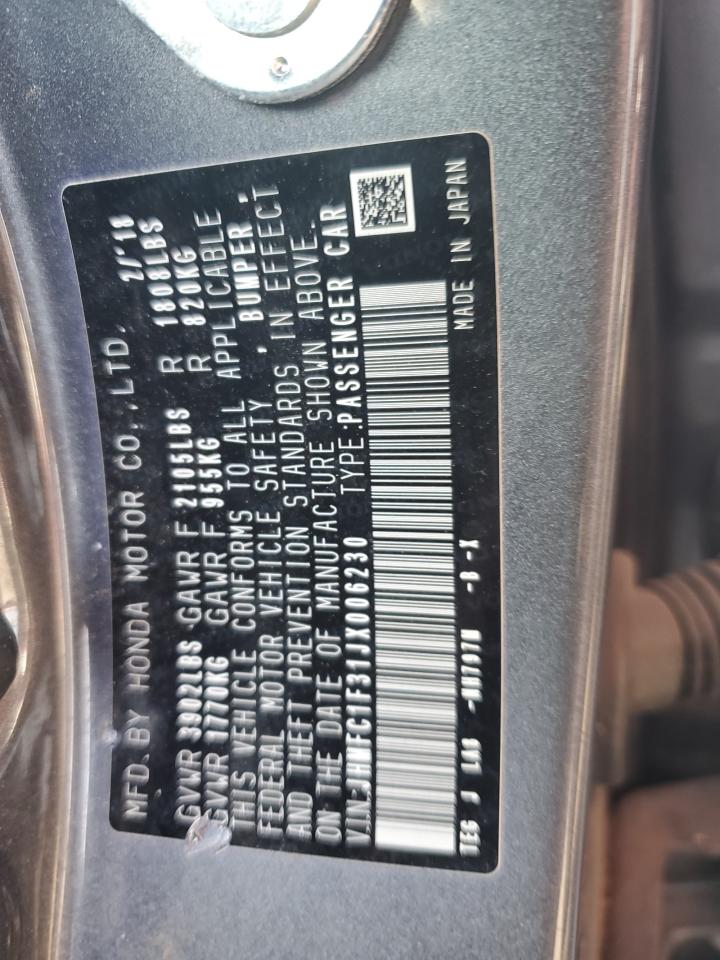 MFD. BY HONDA MOTOR CO., LTD. 2/'18
GVWR 3902LBS GAWR F 2105LBS R 1808LBS
GVWR 1770KG GAWR F 955KG R 820KG
THIS VEHICLE CONFORMS TO ALL APPLICABLE
FEDERAL MOTOR VEHICLE SAFETY , BUMPER ,
AND THEFT PREVENTION STANDARDS IN EFFECT
ON THE DATE OF MANUFACTURE SHOWN ABOVE.
TYPE:PASSENGER CAR
-B -X MADE IN JAPAN